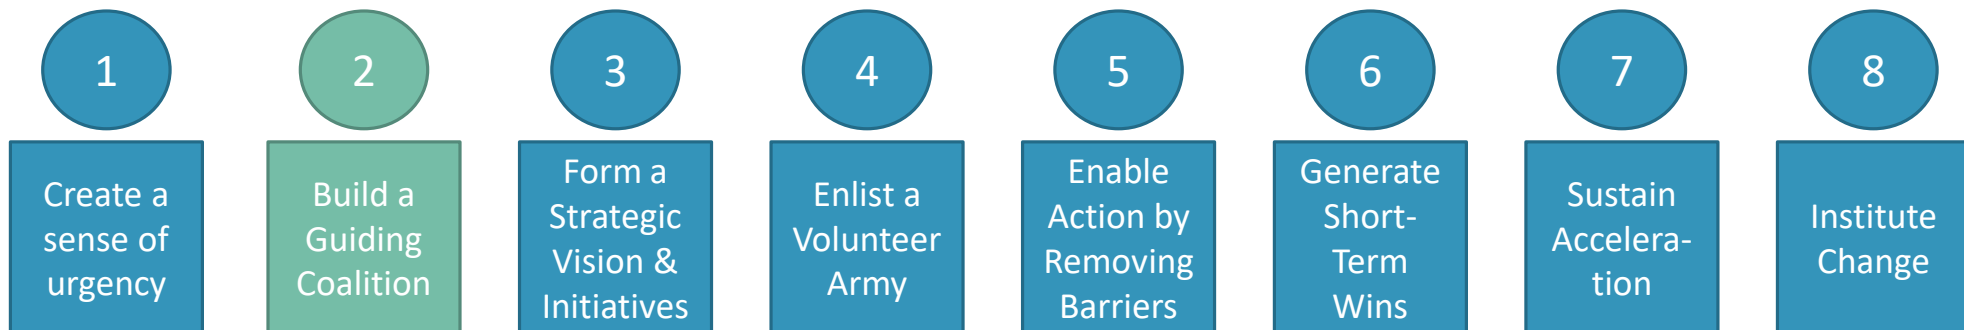 1
Create a
sense of
urgency
2
Build a
Guiding
Coalition
3
Form a
Strategic
Vision &
Initiatives
4
Enlist a
Volunteer
Army
5
Enable
Action by
Removing
Barriers
6
Generate
Short-
Term
Wins
7
Sustain
Accelera-
tion
8
Institute
Change